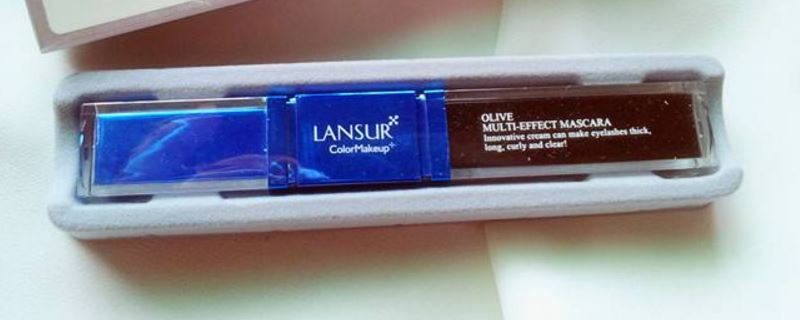 LANSUR
ColorMakeup+
OLIVE
MULTI-EFFECT MASCARA
Innovative cream can make eyelashes thick,
long, curly and clear!